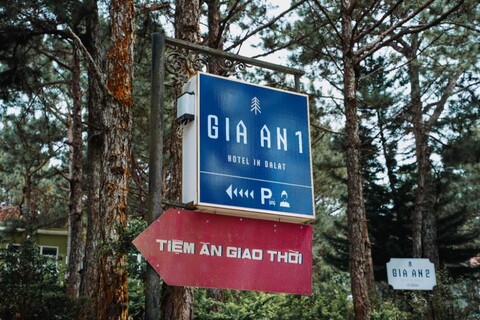 GIA AN 1
HOTEL IN DALAT
P
TIỆM ĂN GIAO THỜI
GIA AN 2